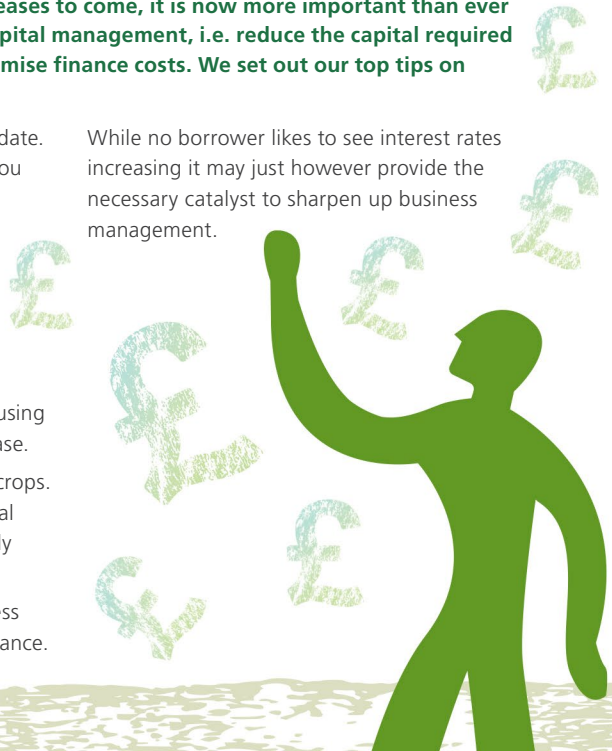 eases to come, it is now more important than ever
pital management, i.e. reduce the capital required
mise finance costs. We set out our top tips on
date.
ou
using
ase.
crops.
al
ly
ess
ance.
While no borrower likes to see interest rates
increasing it may just however provide the
necessary catalyst to sharpen up business
management.
£
£
£
£
£
£
£